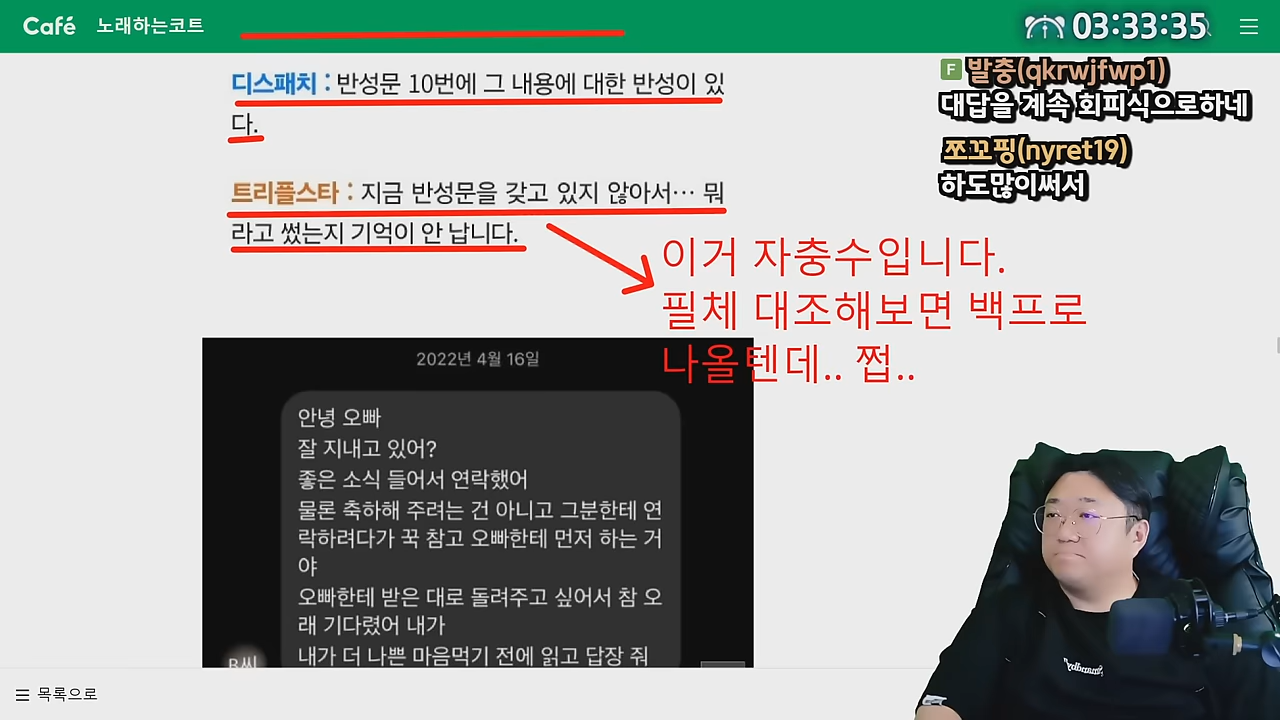 Café 노래하는코트
03:33:35
디스패치 : 반성문 10번에 그 내용에 대한 반성이 있
다.
트리플스타 : 지금 반성문을 갖고 있지 않아서… 뭐
라고 썼는지 기억이 안 납니다.
이거 자충수입니다.
필체 대조해보면 백프로
나올텐데.. 쩝..
F 발충(qkrwjfwp1)
대답을 계속 회피식으로하네
쪼꼬핑(nyret19)
하도많이써서
2022년 4월 16일
안녕 오빠
잘 지내고 있어?
좋은 소식 들어서 연락했어
물론 축하해 주려는 건 아니고 그분한테 연
락하려다가 꾹 참고 오빠한테 먼저 하는 거
야
오빠한테 받은 대로 돌려주고 싶어서 참 오
래 기다렸어 내가
내가 더 나쁜 마음먹기 전에 읽고 답장 줘
B씨
목록으로